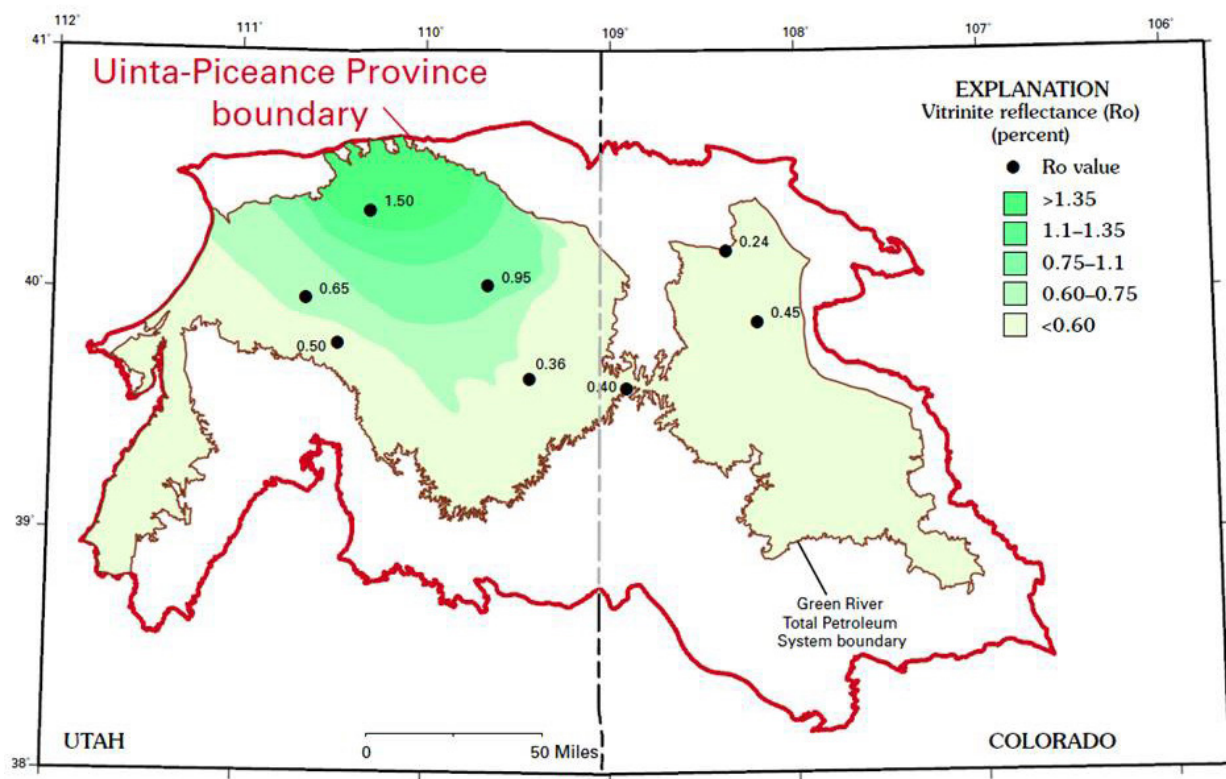 112°
111°
110°
109°
108°
107°
106°
41°
Uinta-Piceance Province
boundary
EXPLANATION
Vitrinite reflectance (Ro)
(percent)
Ro value
>1.35
1.1–1.35
0.75–1.1
0.60–0.75
<0.60
1.50
0.24
40°
0.65
0.95
0.45
0.50
0.36
0.40
39°
Green River
Total Petroleum
System boundary
UTAH
0
50 Miles
COLORADO
38°